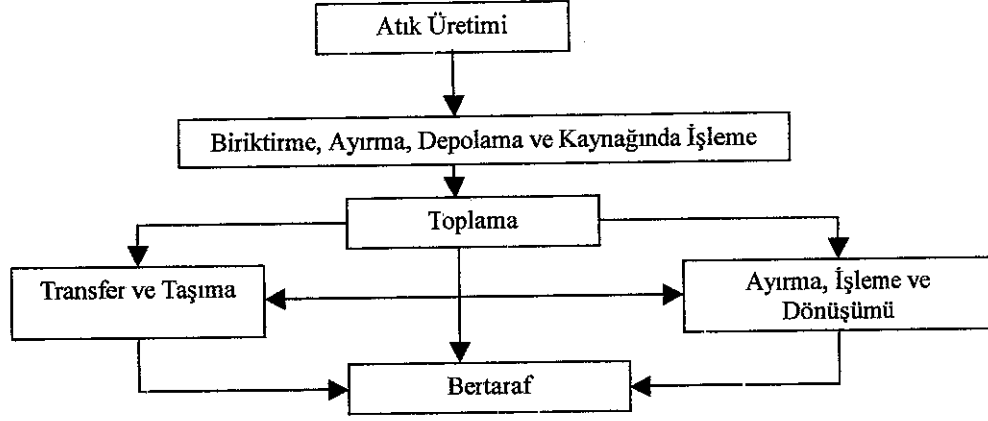 Atık Üretimi
Biriktirme, Ayırma, Depolama ve Kaynağında İşleme
Toplama
Transfer ve Taşıma
Ayırma, İşleme ve
Dönüşümü
Bertaraf